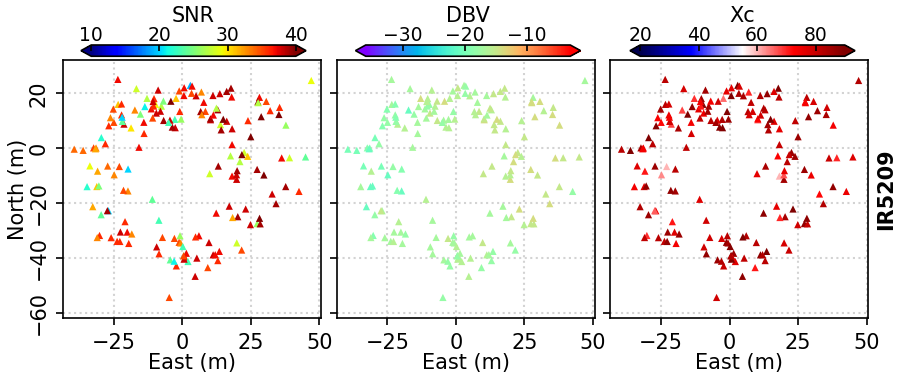 SNR DBV Xc
10 20 30 40 −30 −20 −10 20 40 60 80
20
0
−20
−40
−60
North (m)
−25 0 25 50 −25 0 25 50 −25 0 25 50
East (m) East (m) East (m)
IR5209